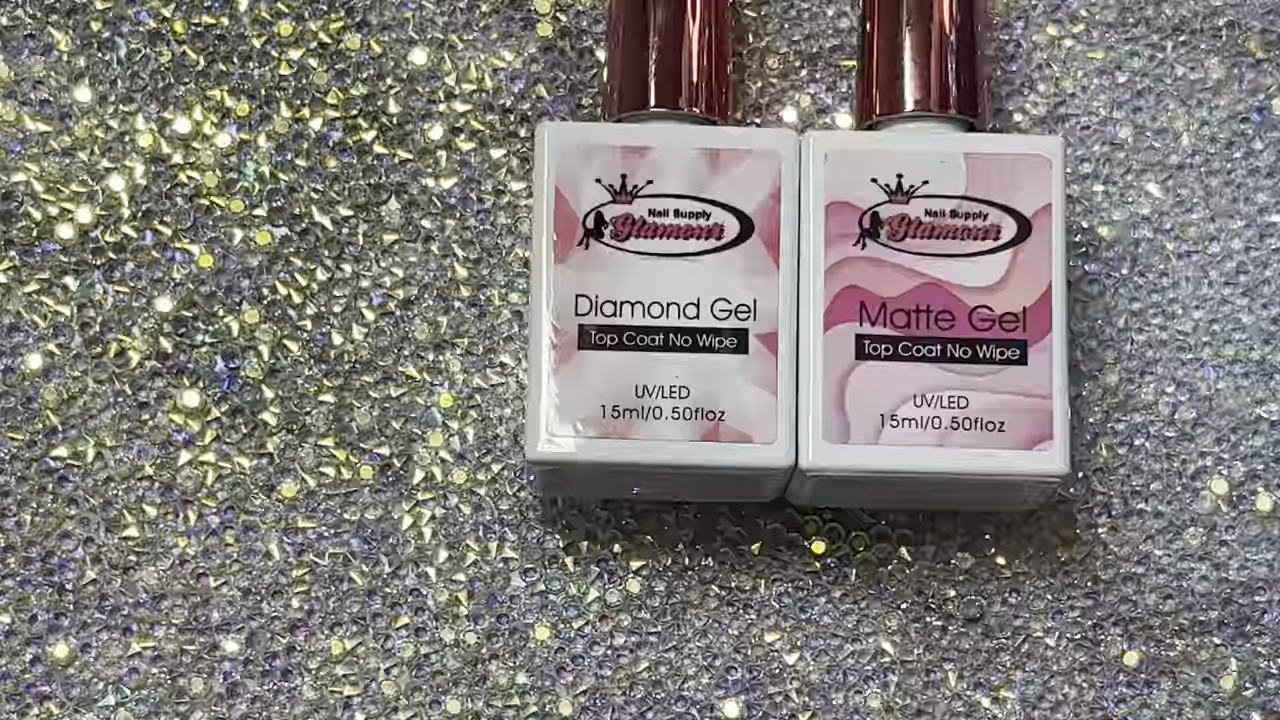 Nail Supply
Glamour
Diamond Gel
Top Coat No Wipe
UV/LED
15ml/0.50floz
Nail Supply
Glamour
Matte Gel
Top Coat No Wipe
UV/LED
15ml/0.50floz